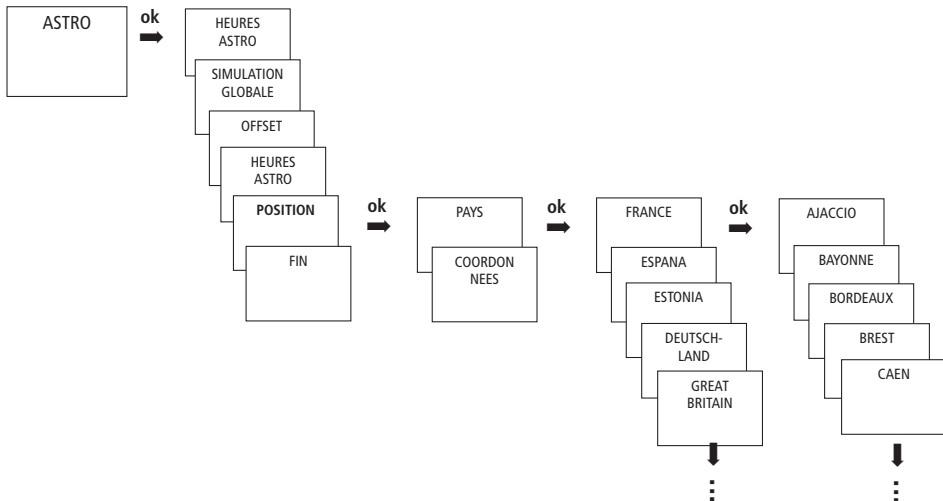 ASTRO
ok
HEURES
ASTRO
SIMULATION
GLOBALE
OFFSET
HEURES
ASTRO
POSITION
FIN
ok
PAYS
COORDON
NEES
ok
FRANCE
ESPANA
ESTONIA
DEUTSCH-
LAND
GREAT
BRITAIN
ok
AJACCIO
BAYONNE
BORDEAUX
BREST
CAEN